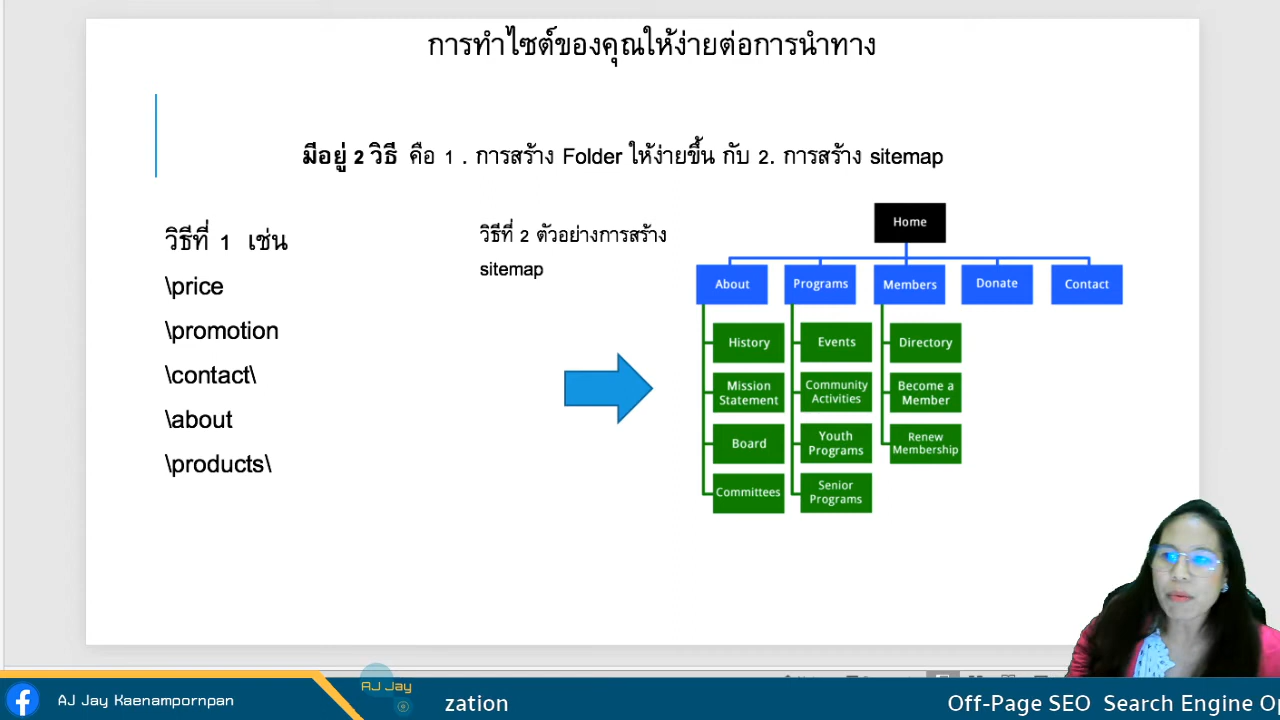 การทำไซต์ของคุณให้ง่ายต่อการนำทาง
มีอยู่ 2 วิธี คือ 1 . การสร้าง Folder ให้ง่ายขึ้น กับ 2. การสร้าง sitemap
วิธีที่ 1 เช่น
\price
\promotion
\contact\
\about
\products\
วิธีที่ 2 ตัวอย่างการสร้าง
sitemap
Home
About
Programs
Members
Donate
Contact
History
Mission
Statement
Board
Committees
Events
Community
Activities
Youth
Programs
Senior
Programs
Directory
Become a
Member
Renew
Membership
AJ Jay Kaenampornpan
AJ Jay
zation
Off-Page SEO Search Engine Op